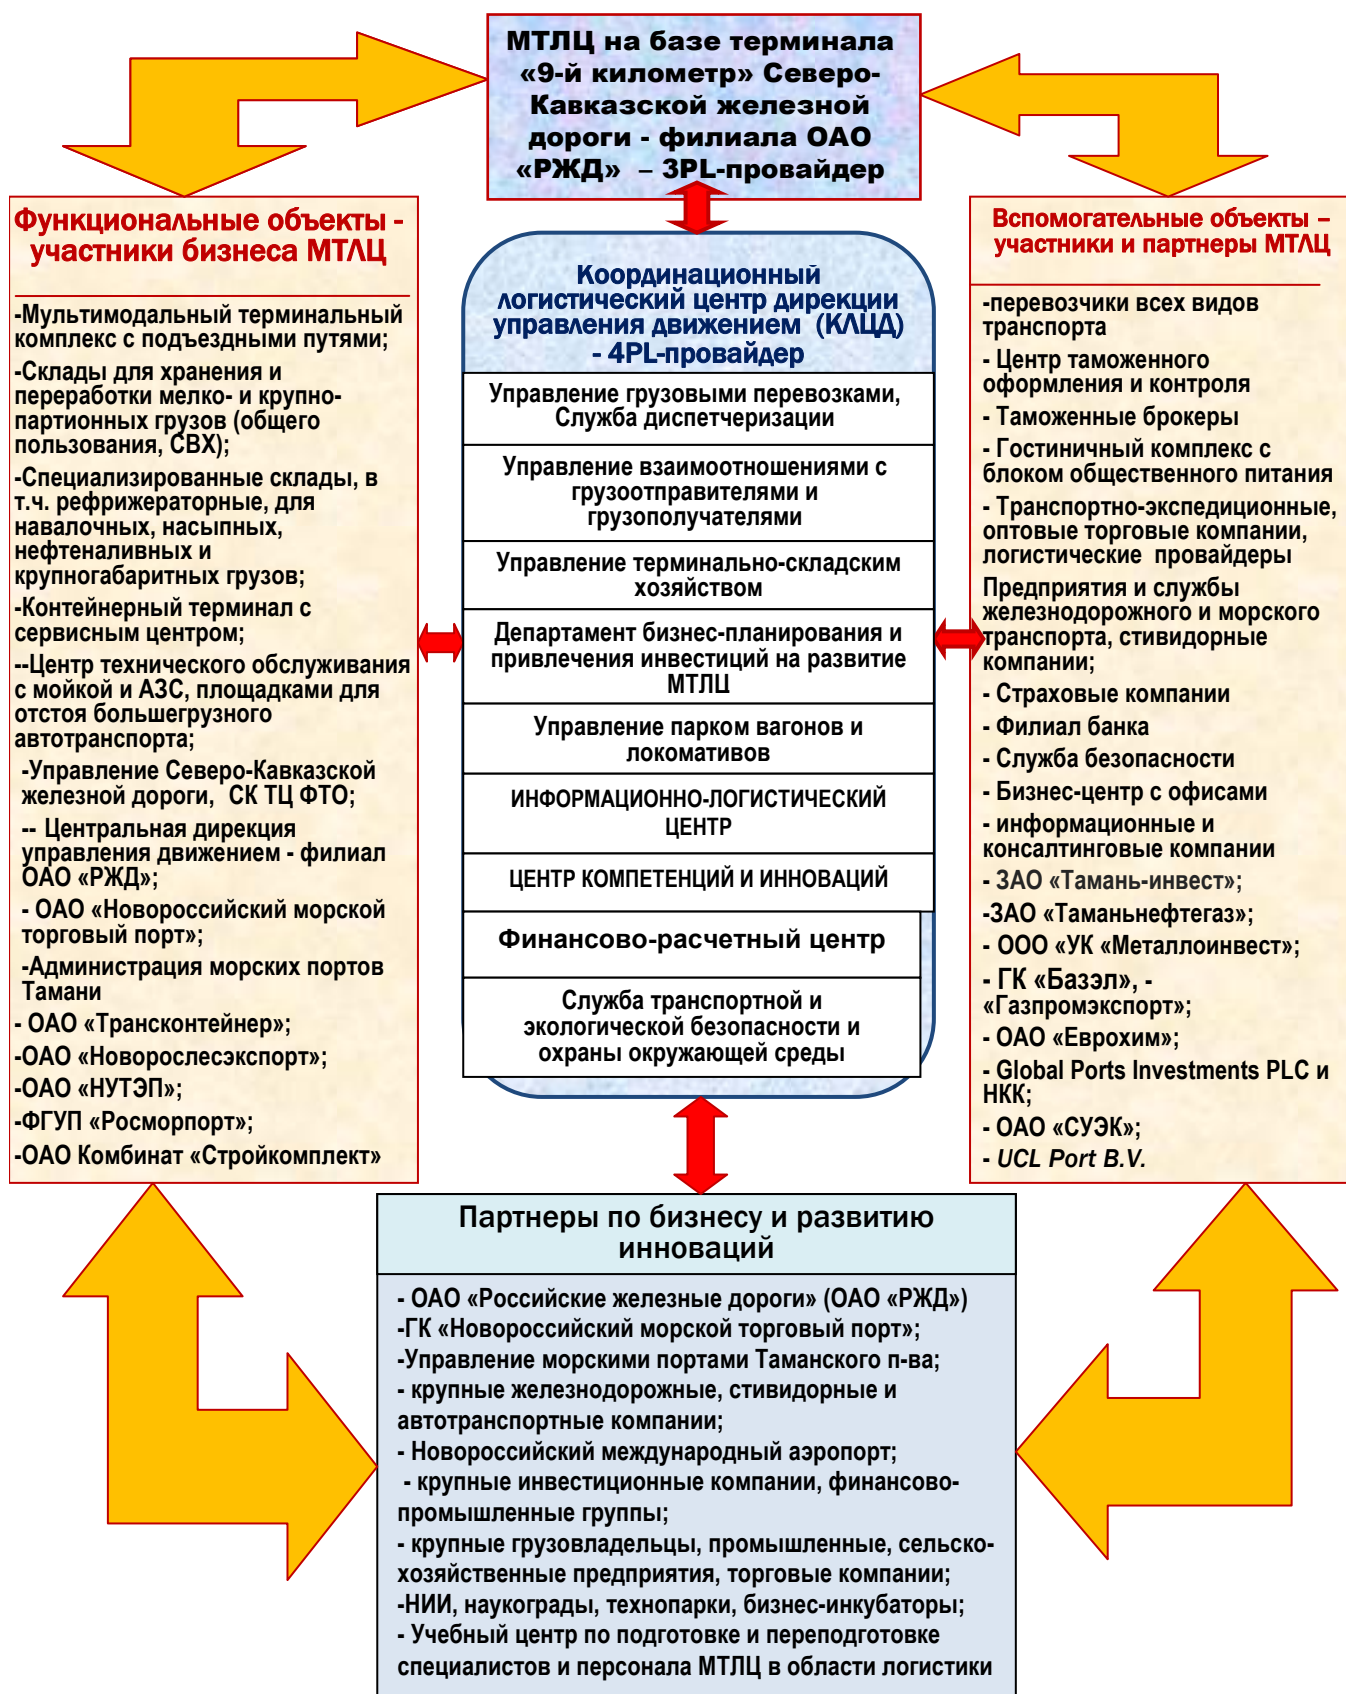 МТЛЦ на базе терминала
«9-й километр» Северо-
Кавказской железной
дороги - филиала ОАО
«РЖД» – 3PL-провайдер
Функциональные объекты -
участники бизнеса МТЛЦ
-Мультимодальный терминальный
комплекс с подъездными путями;
-Склады для хранения и
переработки мелко- и крупно-
партионных грузов (общего
пользования, СВХ);
-Специализированные склады, в
т.ч. рефрижераторные, для
навалочных, насыпных,
нефтеналивных и
крупногабаритных грузов;
-Контейнерный терминал с
сервисным центром;
--Центр технического обслуживания
с мойкой и АЗС, площадками для
отстоя большегрузного
автотранспорта;
-Управление Северо-Кавказской
железной дороги, СК ТЦ ФТО;
-- Центральная дирекция
управления движением - филиал
ОАО «РЖД»;
- ОАО «Новороссийский морской
торговый порт»;
-Администрация морских портов
Тамани
- ОАО «Трансконтейнер»;
-ОАО «Новорослесэкспорт»;
-ОАО «НУТЭП»;
-ФГУП «Росморпорт»;
-ОАО Комбинат «Стройкомплект»
Координационный
логистический центр дирекции
управления движением (КЛЦД)
- 4PL-провайдер
Управление грузовыми перевозками,
Служба диспетчеризации
Управление взаимоотношениями с
грузоотправителями и
грузополучателями
Управление терминально-складским
хозяйством
Департамент бизнес-планирования и
привлечения инвестиций на развитие
МТЛЦ
Управление парком вагонов и
локомативов
ИНФОРМАЦИОННО-ЛОГИСТИЧЕСКИЙ
ЦЕНТР
ЦЕНТР КОМПЕТЕНЦИЙ И ИННОВАЦИЙ
Финансово-расчетный центр
Служба транспортной и
экологической безопасности и
охраны окружающей среды
Вспомогательные объекты –
участники и партнеры МТЛЦ
-перевозчики всех видов
транспорта
- Центр таможенного
оформления и контроля
- Таможенные брокеры
- Гостиничный комплекс с
блоком общественного питания
- Транспортно-экспедиционные,
оптовые торговые компании,
логистические провайдеры
Предприятия и службы
железнодорожного и морского
транспорта, стивидорные
компании;
- Страховые компании
- Филиал банка
- Служба безопасности
- Бизнес-центр с офисами
- информационные и
консалтинговые компании
- ЗАО «Тамань-инвест»;
-ЗАО «Таманьнефтегаз»;
- ООО «УК «Металлоинвест»;
- ГК «Базэл», -
«Газпромэкспорт»;
- ОАО «Еврохим»;
- Global Ports Investments PLC и
НКК;
- ОАО «СУЭК»;
- UCL Port B.V.
Партнеры по бизнесу и развитию
инноваций
- ОАО «Российские железные дороги» (ОАО «РЖД»)
-ГК «Новороссийский морской торговый порт»;
-Управление морскими портами Таманского п-ва;
- крупные железнодорожные, стивидорные и
автотранспортные компании;
- Новороссийский международный аэропорт;
- крупные инвестиционные компании, финансово-
промышленные группы;
- крупные грузовладельцы, промышленные, сельско-
хозяйственные предприятия, торговые компании;
-НИИ, наукограды, технопарки, бизнес-инкубаторы;
- Учебный центр по подготовке и переподготовке
специалистов и персонала МТЛЦ в области логистики